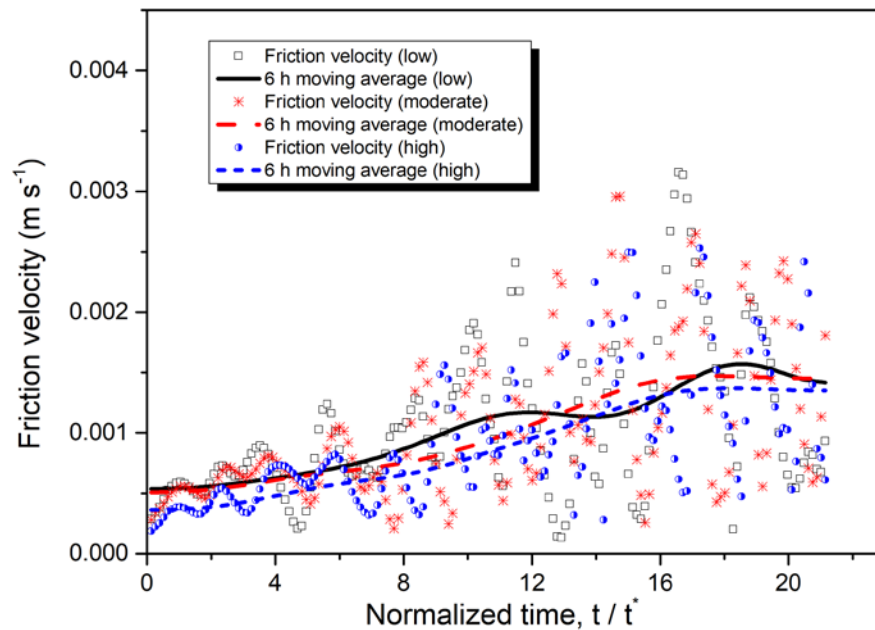 0.004
0.003
0.002
0.001
0.000
Friction velocity (m s⁻¹)
Friction velocity (low)
6 h moving average (low)
Friction velocity (moderate)
6 h moving average (moderate)
Friction velocity (high)
6 h moving average (high)
0 4 8 12 16 20
Normalized time, t / t*